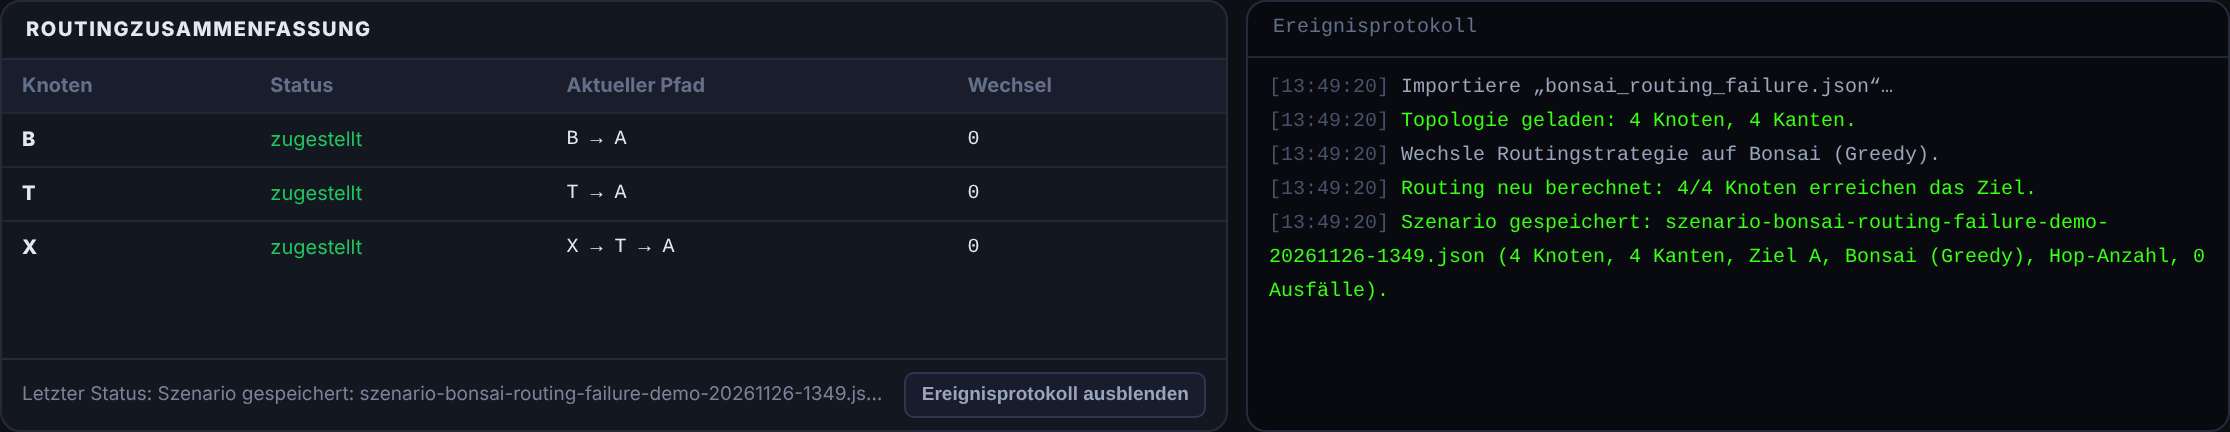 ROUTINGZUSAMMENFASSUNG
Knoten Status Aktueller Pfad Wechsel
B zugestellt B → A 0
T zugestellt T → A 0
X zugestellt X → T → A 0
Letzter Status: Szenario gespeichert: szenario-bonsai-routing-failure-demo-20261126-1349.js...
Ereignisprotokoll ausblenden
Ereignisprotokoll
[13:49:20] Importiere „bonsai_routing_failure.json“…
[13:49:20] Topologie geladen: 4 Knoten, 4 Kanten.
[13:49:20] Wechsle Routingstrategie auf Bonsai (Greedy).
[13:49:20] Routing neu berechnet: 4/4 Knoten erreichen das Ziel.
[13:49:20] Szenario gespeichert: szenario-bonsai-routing-failure-demo-
20261126-1349.json (4 Knoten, 4 Kanten, Ziel A, Bonsai (Greedy), Hop-Anzahl, 0
Ausfälle).